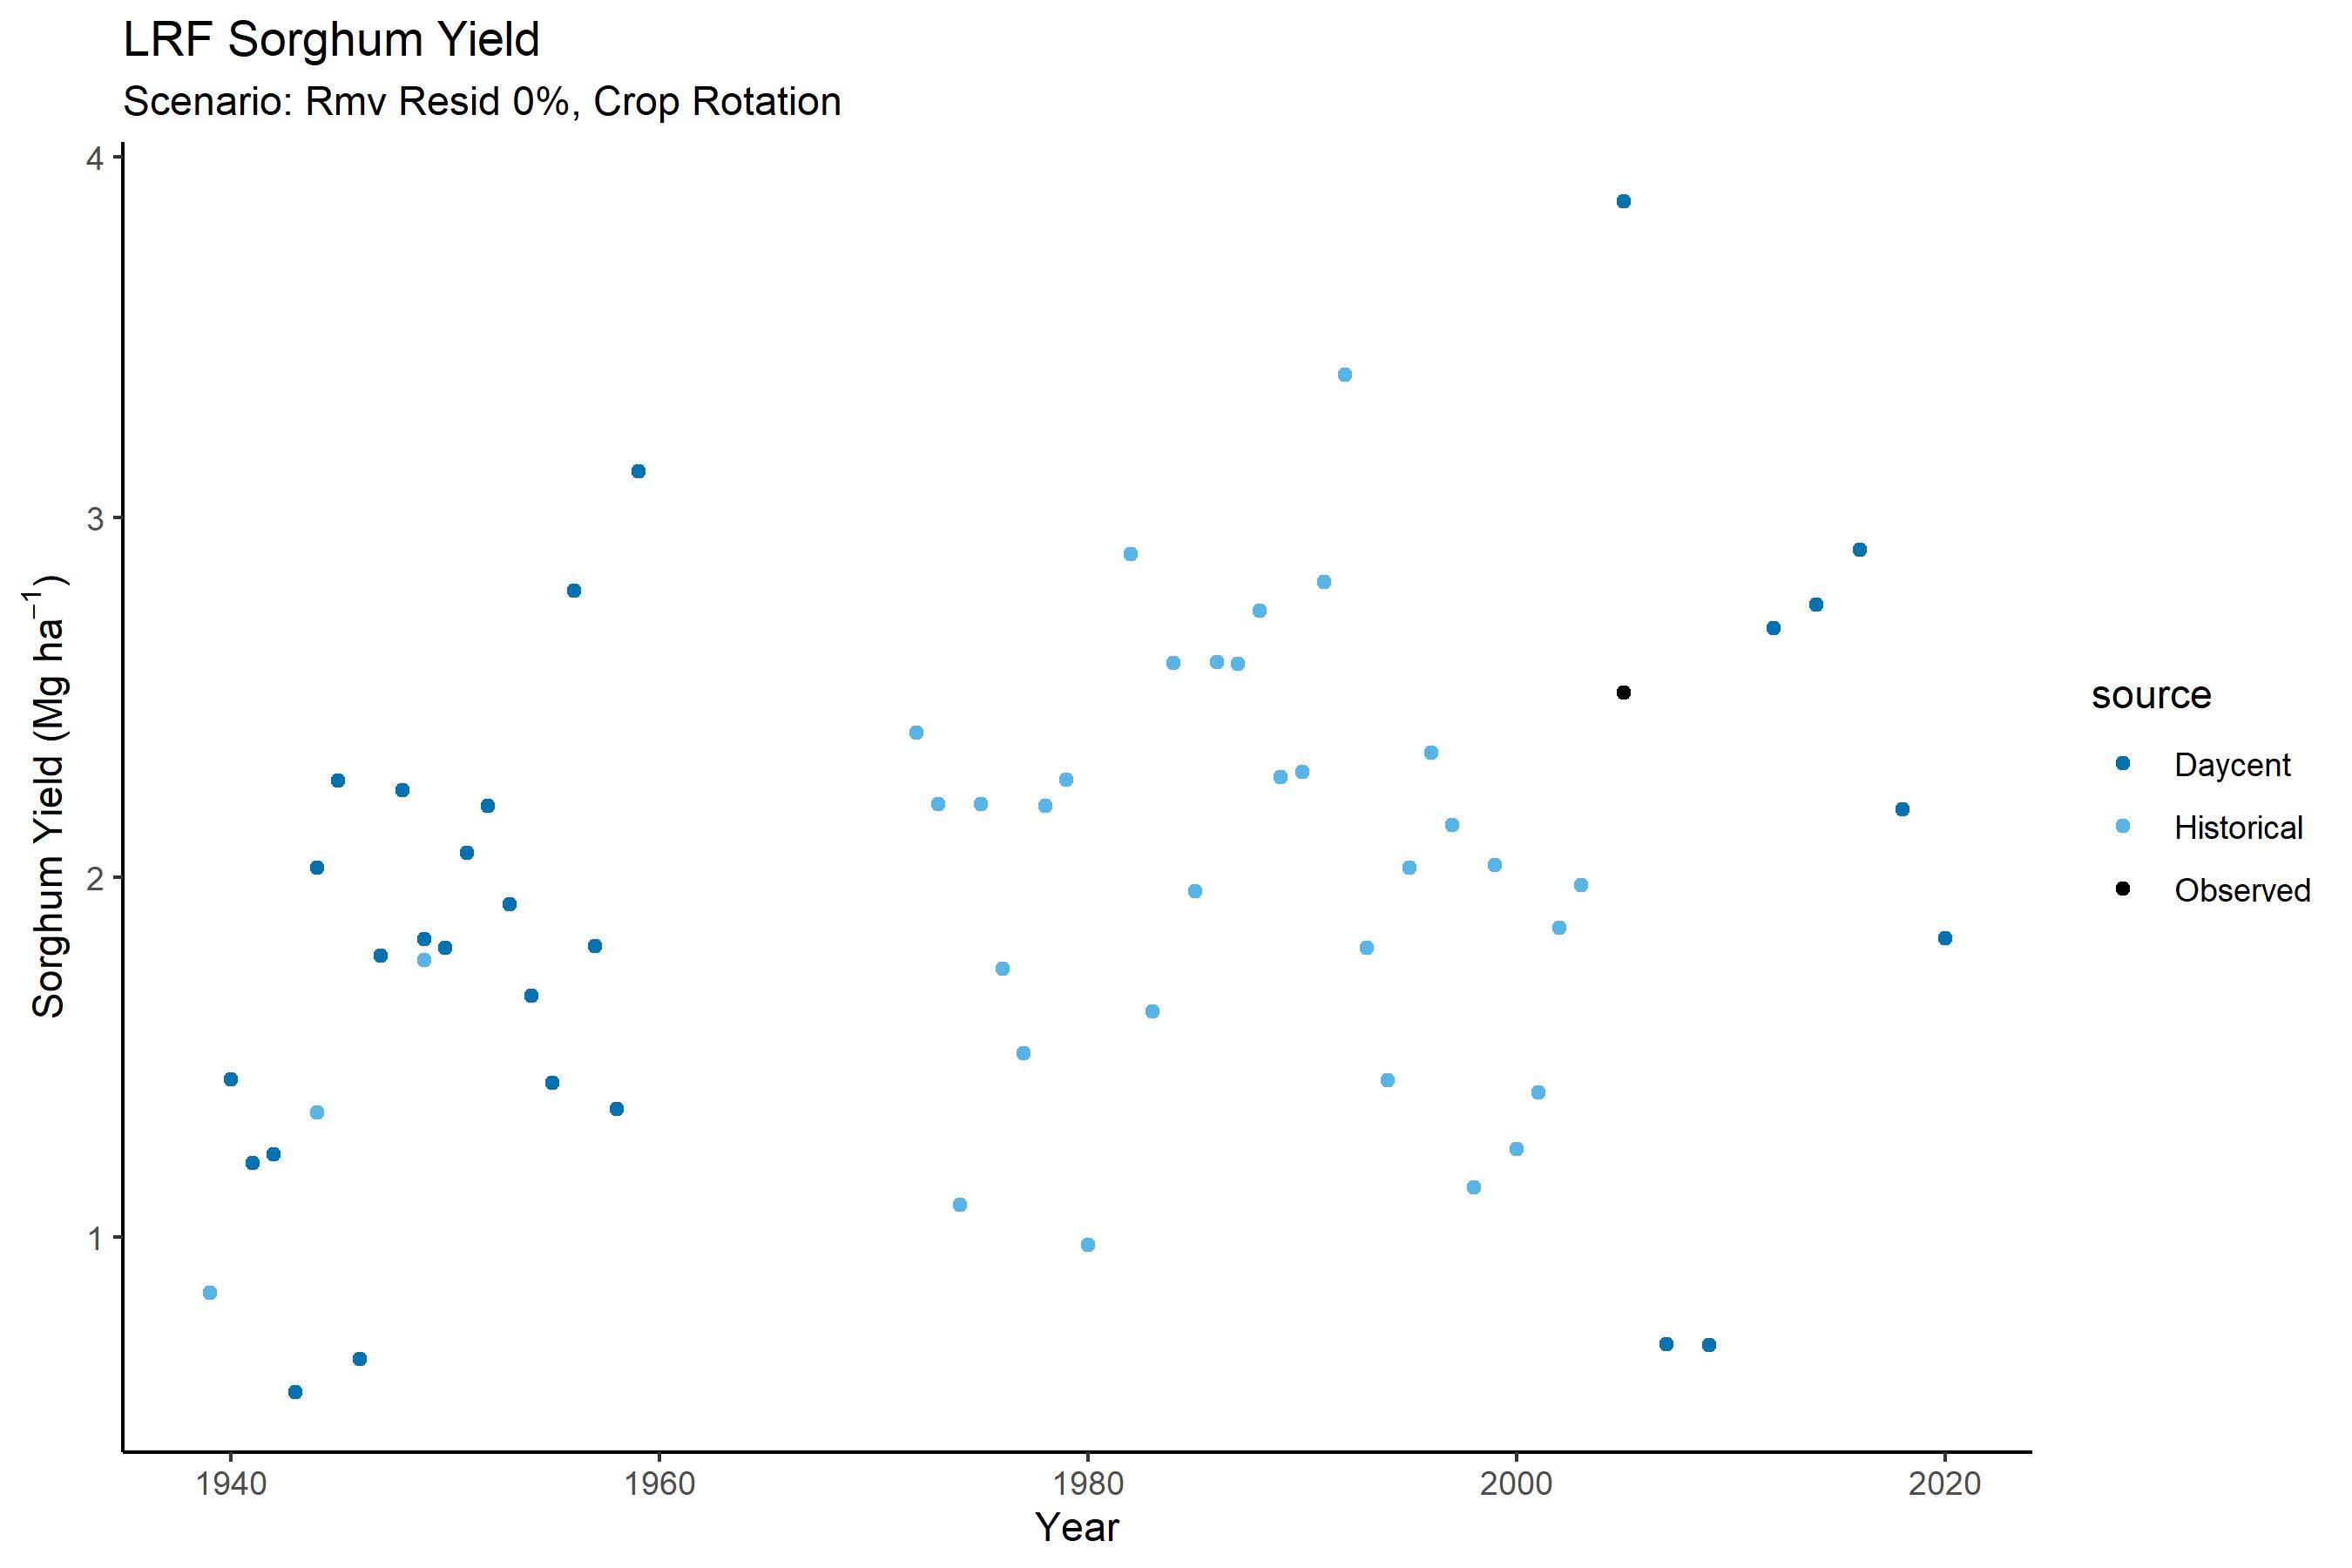 LRF Sorghum Yield
Scenario: Rmv Resid 0%, Crop Rotation
Sorghum Yield (Mg ha⁻¹)
4
3
2
1
1940 1960 1980 2000 2020
Year
source
Daycent
Historical
Observed